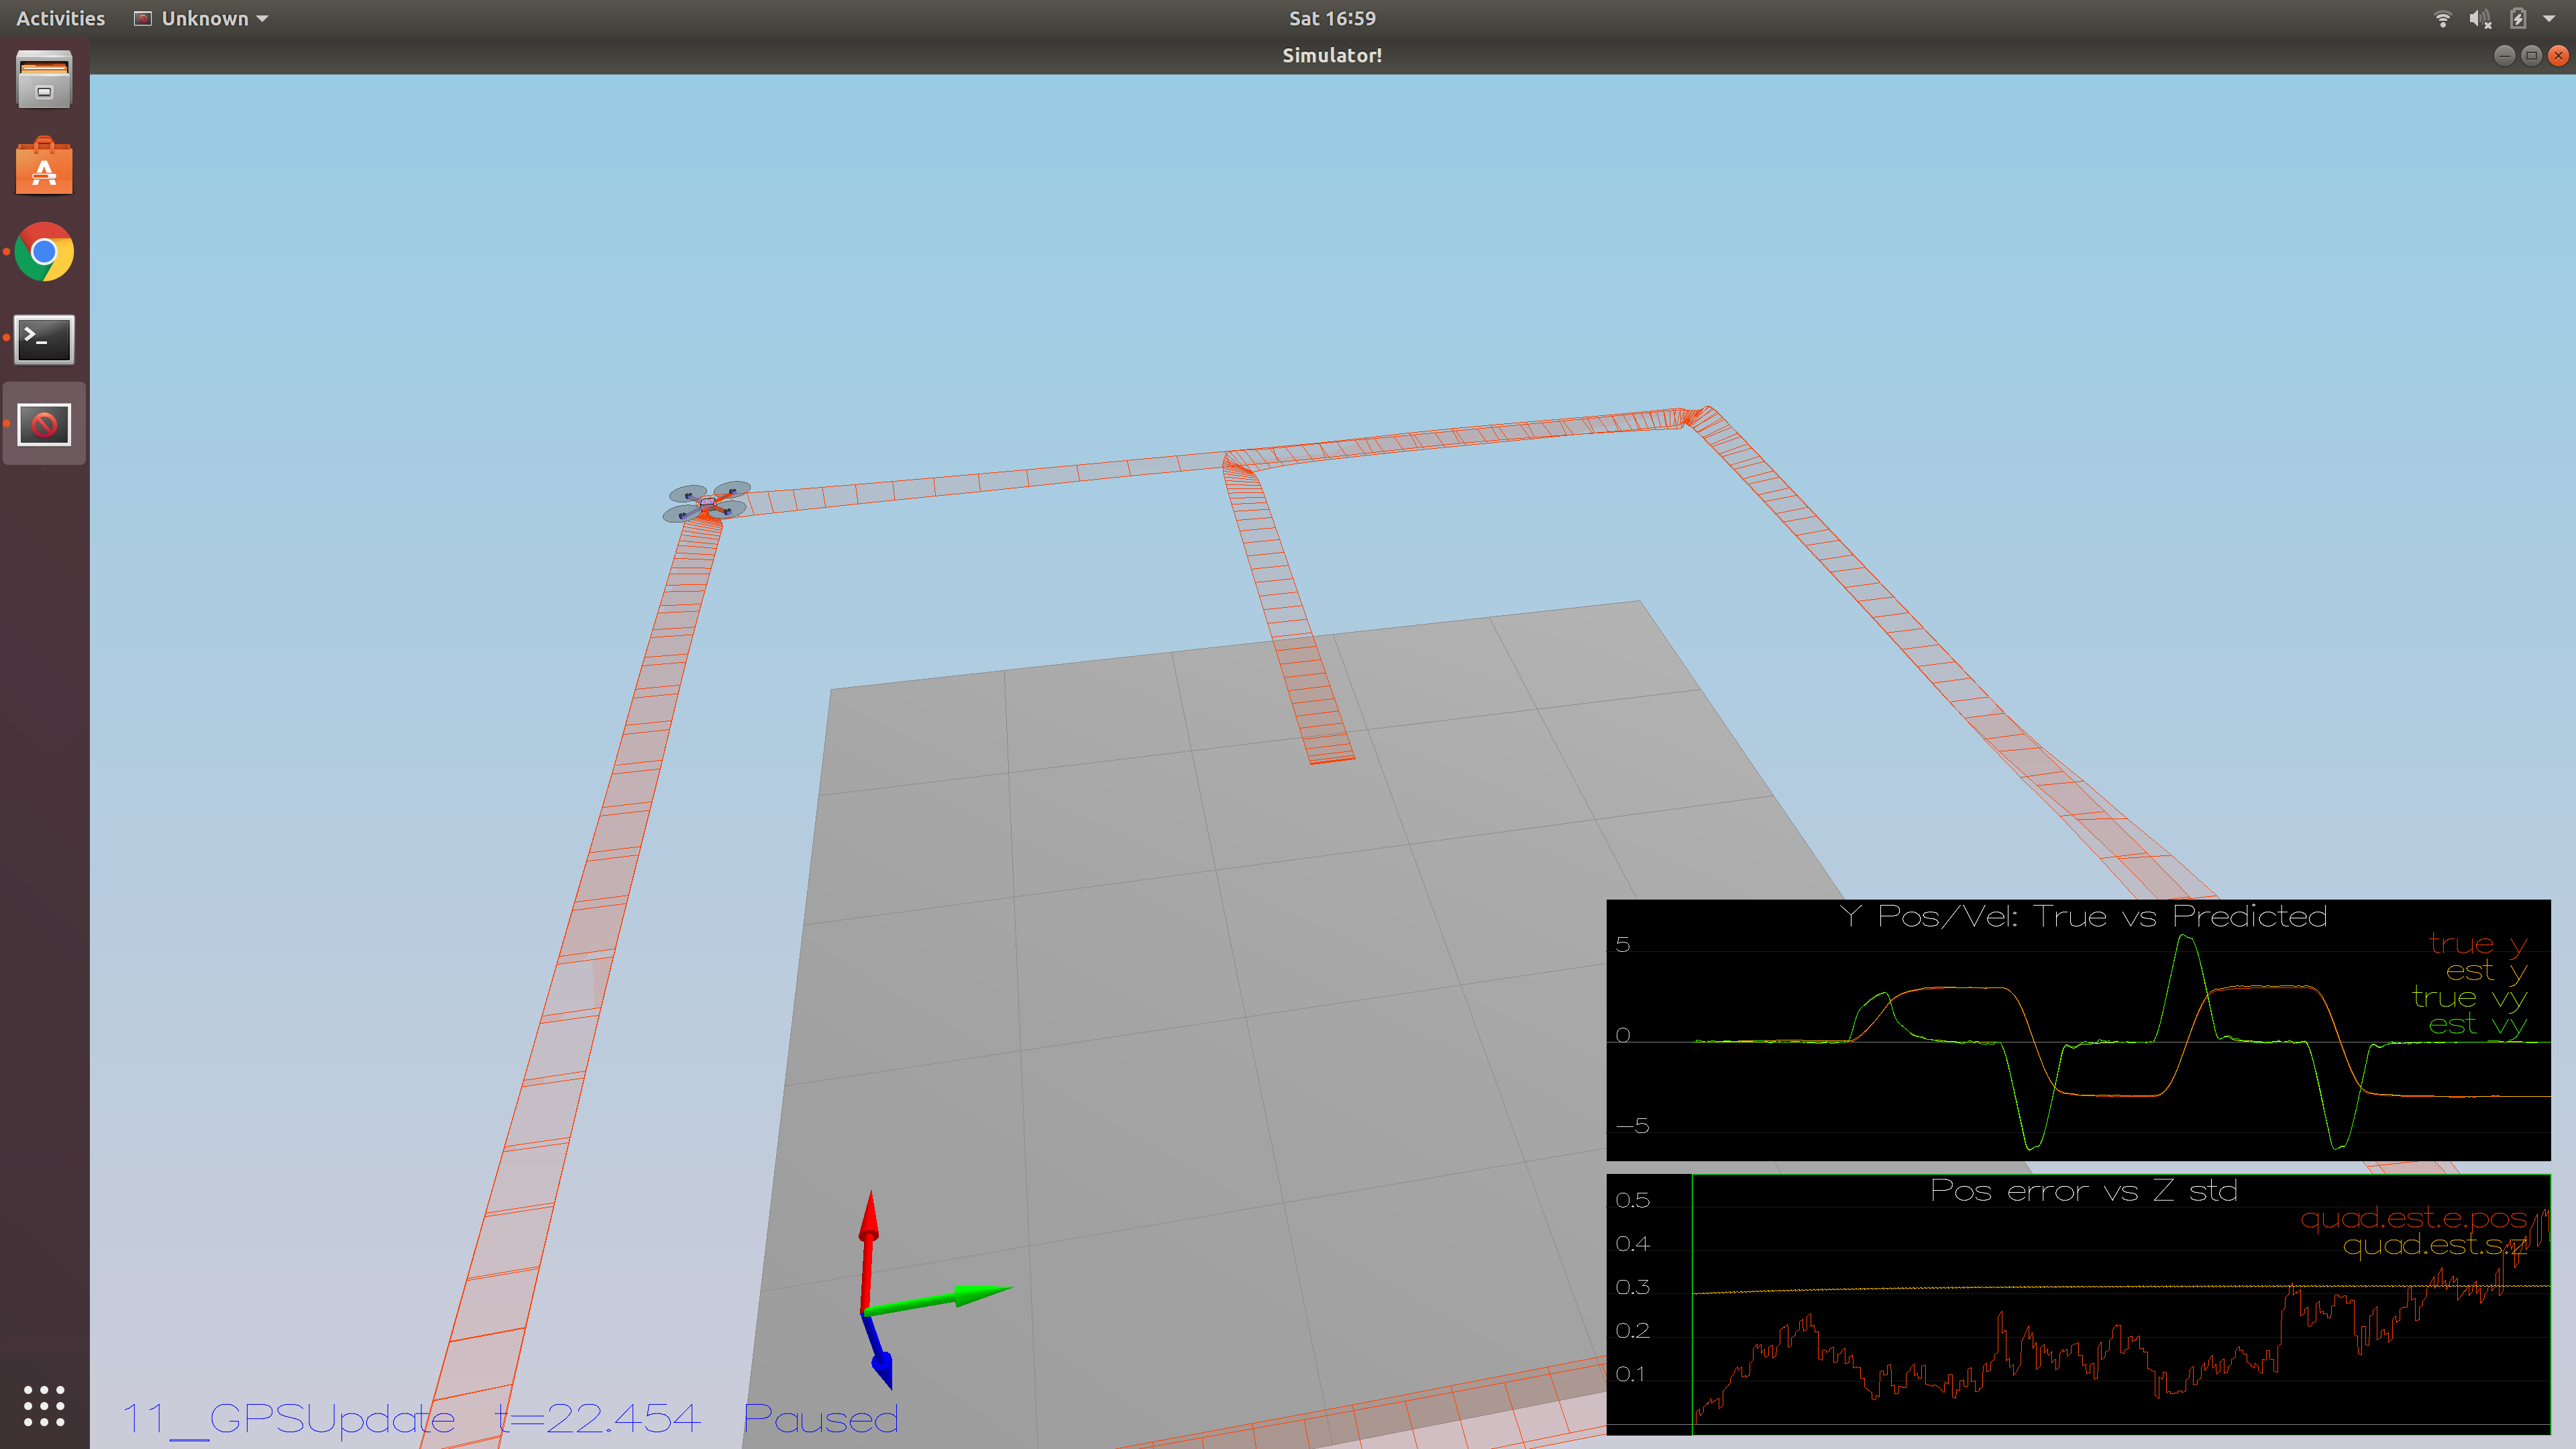 Activities
Unknown
Sat 16:59
Simulator!
Y Pos/Vel: True vs Predicted
5
0
−5
true y
est y
true vy
est vy
Pos error vs Z std
0.5
0.4
0.3
0.2
0.1
quad.est.e.pos
quad.est.s.z
11_GPSUpdate t=22.454 Paused